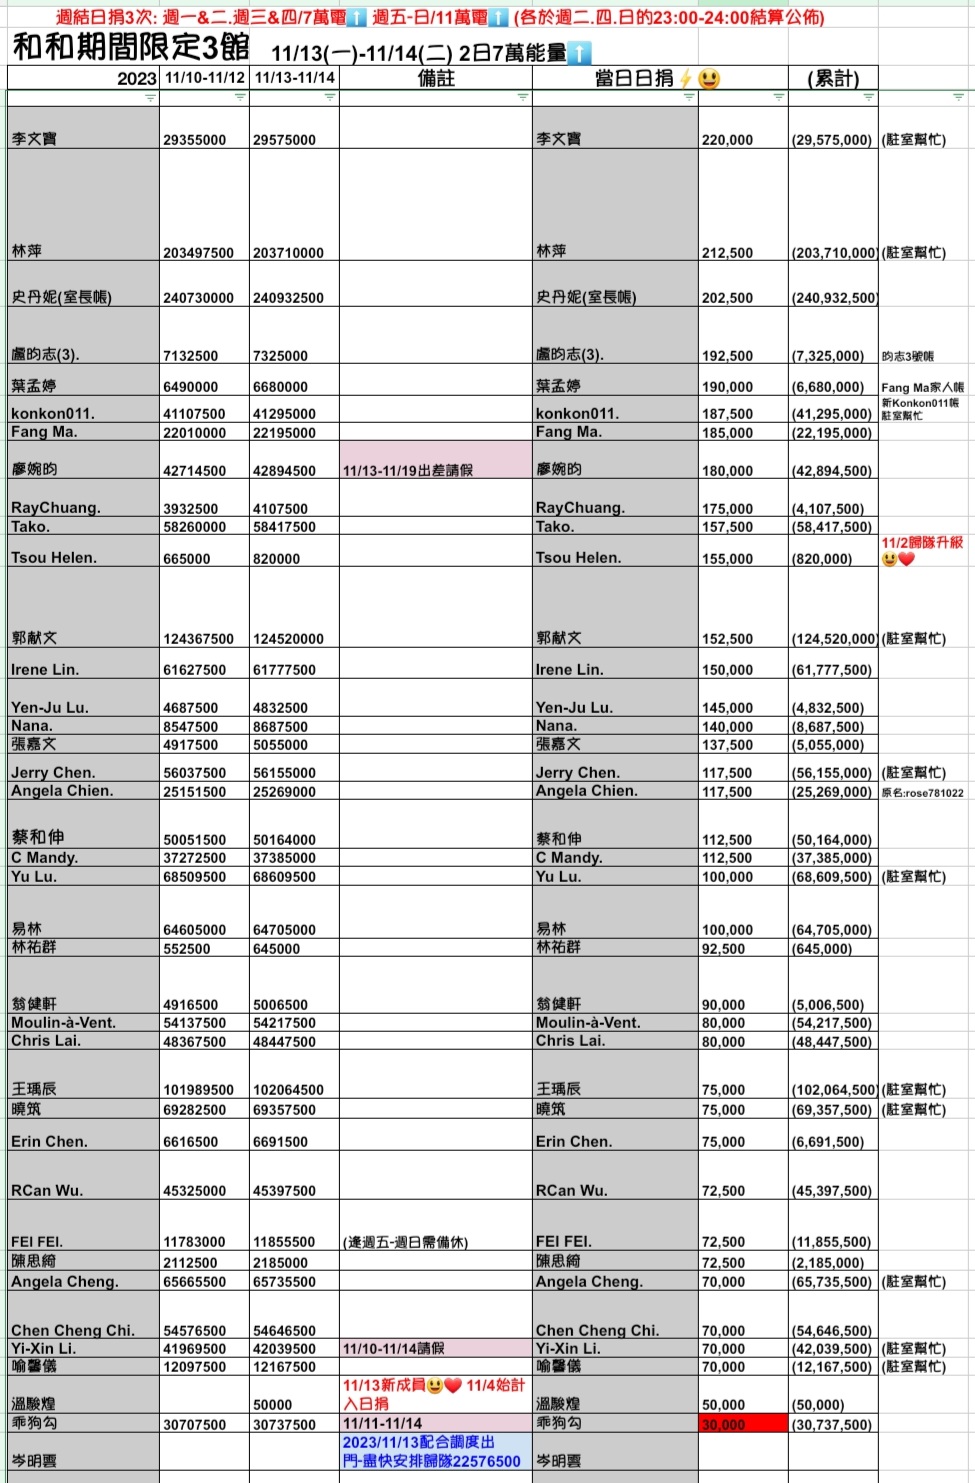 週結日捐3次: 週一&二.週三&四/7萬電⬆️ 週五-日/11萬電⬆️ (各於週二.四.日的23:00-24:00結算公佈)
和和期間限定3館 11/13(一)-11/14(二) 2日7萬能量⬆️
2023 11/10-11/12 11/13-11/14 備註 當日日捐⚡😃 (累計)
李文寶 29355000 29575000 李文寶 220,000 (29,575,000) (駐室幫忙)
林萍 203497500 203710000 林萍 212,500 (203,710,000) (駐室幫忙)
史丹妮(室長帳) 240730000 240932500 史丹妮(室長帳) 202,500 (240,932,500)
盧昀志(3). 7132500 7325000 盧昀志(3). 192,500 (7,325,000) 昀志3號帳
葉孟婷 6490000 6680000 葉孟婷 190,000 (6,680,000) Fang Ma家人帳
konkon011. 41107500 41295000 konkon011. 187,500 (41,295,000) 新Konkon011帳
駐室幫忙
Fang Ma. 22010000 22195000 Fang Ma. 185,000 (22,195,000)
廖婉昀 42714500 42894500 11/13-11/19出差請假 廖婉昀 180,000 (42,894,500)
RayChuang. 3932500 4107500 RayChuang. 175,000 (4,107,500)
Tako. 58260000 58417500 Tako. 157,500 (58,417,500)
Tsou Helen. 665000 820000 Tsou Helen. 155,000 (820,000) 11/2歸隊升級
😃❤️
郭献文 124367500 124520000 郭献文 152,500 (124,520,000) (駐室幫忙)
Irene Lin. 61627500 61777500 Irene Lin. 150,000 (61,777,500)
Yen-Ju Lu. 4687500 4832500 Yen-Ju Lu. 145,000 (4,832,500)
Nana. 8547500 8687500 Nana. 140,000 (8,687,500)
張嘉文 4917500 5055000 張嘉文 137,500 (5,055,000)
Jerry Chen. 56037500 56155000 Jerry Chen. 117,500 (56,155,000) (駐室幫忙)
Angela Chien. 25151500 25269000 Angela Chien. 117,500 (25,269,000) 原名:rose781022
蔡和伸 50051500 50164000 蔡和伸 112,500 (50,164,000)
C Mandy. 37272500 37385000 C Mandy. 112,500 (37,385,000)
Yu Lu. 68509500 68609500 Yu Lu. 100,000 (68,609,500) (駐室幫忙)
易林 64605000 64705000 易林 100,000 (64,705,000)
林祐群 552500 645000 林祐群 92,500 (645,000)
翁健軒 4916500 5006500 翁健軒 90,000 (5,006,500)
Moulin-à-Vent. 54137500 54217500 Moulin-à-Vent. 80,000 (54,217,500)
Chris Lai. 48367500 48447500 Chris Lai. 80,000 (48,447,500)
王瑀辰 101989500 102064500 王瑀辰 75,000 (102,064,500) (駐室幫忙)
曉筑 69282500 69357500 曉筑 75,000 (69,357,500) (駐室幫忙)
Erin Chen. 6616500 6691500 Erin Chen. 75,000 (6,691,500)
RCan Wu. 45325000 45397500 RCan Wu. 72,500 (45,397,500)
FEI FEI. 11783000 11855500 (逢週五-週日需備休) FEI FEI. 72,500 (11,855,500)
陳思綺 2112500 2185000 陳思綺 72,500 (2,185,000)
Angela Cheng. 65665500 65735500 Angela Cheng. 70,000 (65,735,500) (駐室幫忙)
Chen Cheng Chi. 54576500 54646500 Chen Cheng Chi. 70,000 (54,646,500)
Yi-Xin Li. 41969500 42039500 11/10-11/14請假 Yi-Xin Li. 70,000 (42,039,500) (駐室幫忙)
喻馨儀 12097500 12167500 喻馨儀 70,000 (12,167,500) (駐室幫忙)
溫駿煌 50000 11/13新成員😃❤️ 11/4始計
入日捐 溫駿煌 50,000 (50,000)
乖狗勾 30707500 30737500 11/11-11/14 乖狗勾 30,000 (30,737,500)
岑明雲 2023/11/13配合調度出
門-盡快安排歸隊22576500 岑明雲